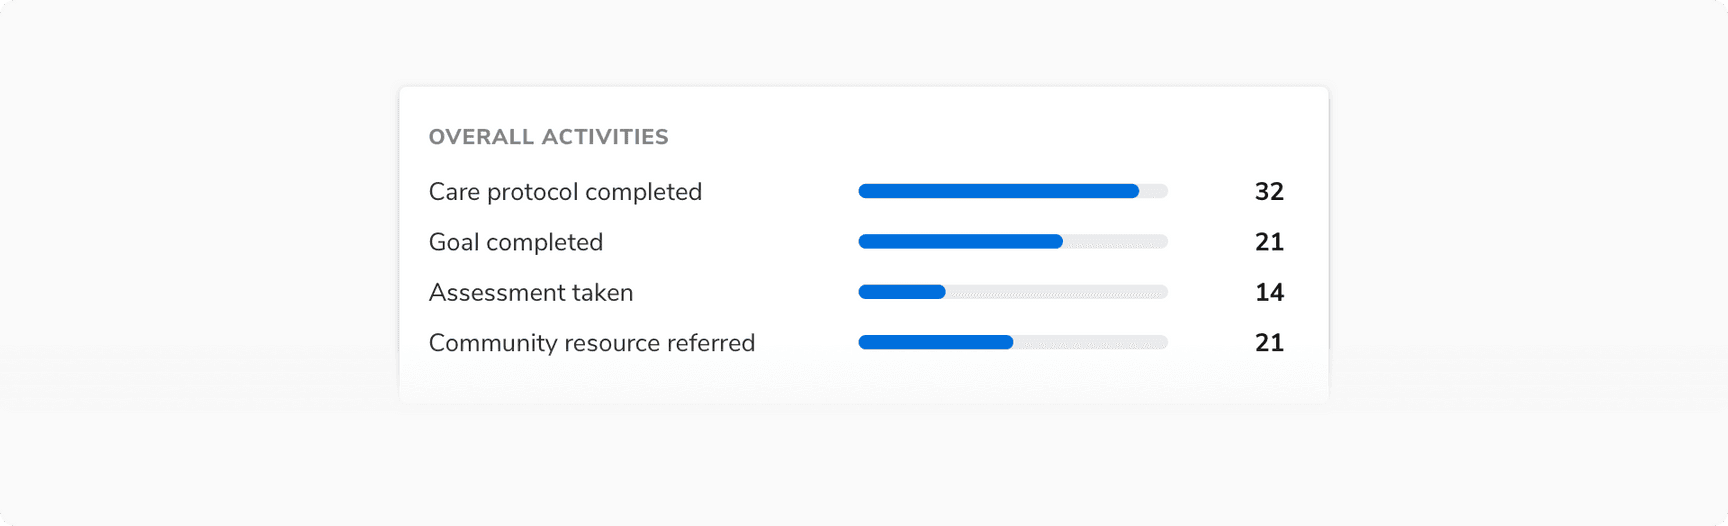 OVERALL ACTIVITIES
Care protocol completed 32
Goal completed 21
Assessment taken 14
Community resource referred 21